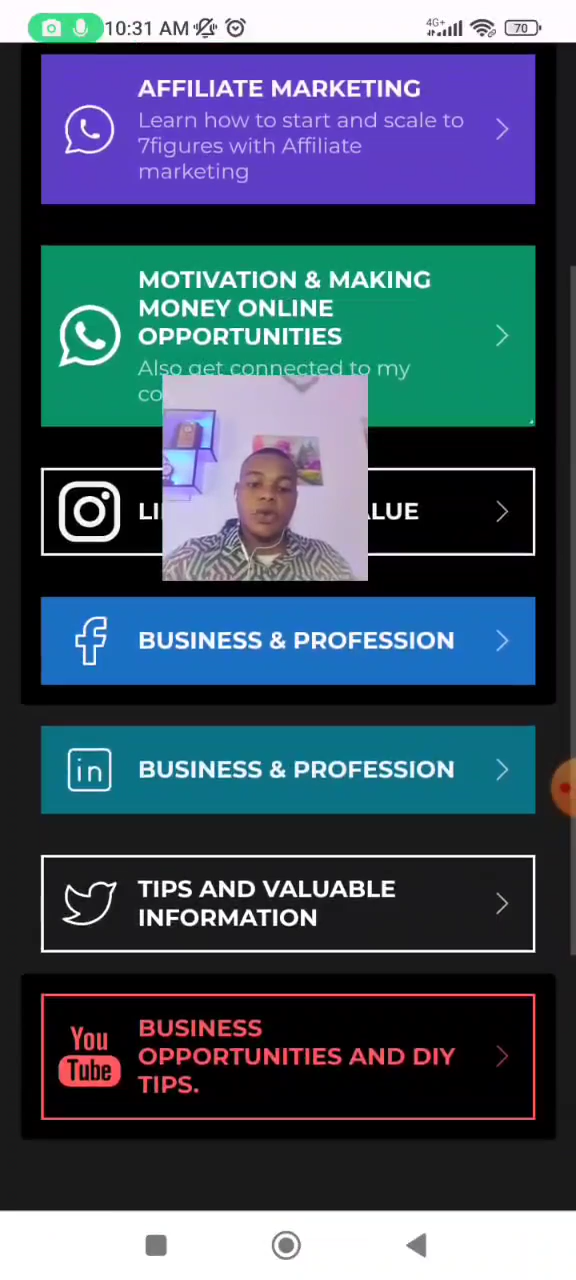 10:31 AM
4G+
70
AFFILIATE MARKETING
Learn how to start and scale to
7figures with Affiliate
marketing
MOTIVATION & MAKING
MONEY ONLINE
OPPORTUNITIES
Also get connected to my
BUSINESS & PROFESSION
in
BUSINESS & PROFESSION
TIPS AND VALUABLE
INFORMATION
You
Tube
BUSINESS
OPPORTUNITIES AND DIY
TIPS.